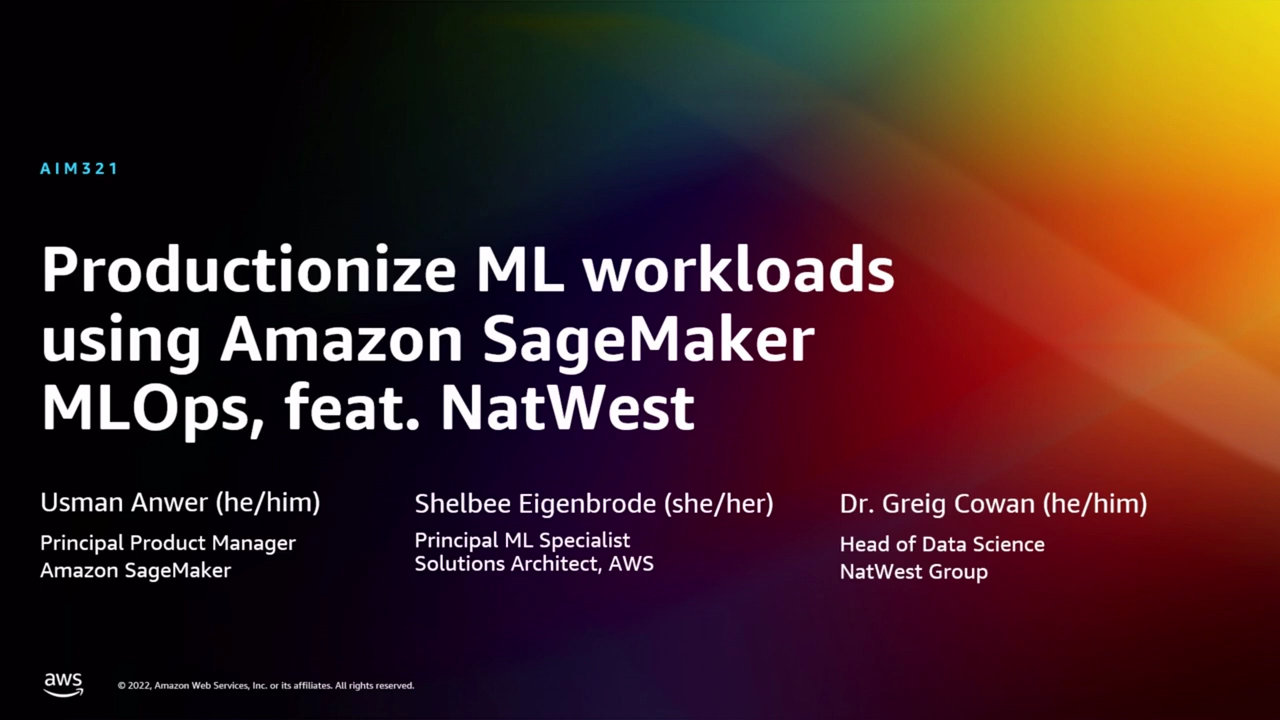 AIM321
Productionize ML workloads
using Amazon SageMaker
MLOps, feat. NatWest
Usman Anwer (he/him)
Principal Product Manager
Amazon SageMaker
Shelbee Eigenbrode (she/her)
Principal ML Specialist
Solutions Architect, AWS
Dr. Greig Cowan (he/him)
Head of Data Science
NatWest Group
aws
© 2022, Amazon Web Services, Inc. or its affiliates. All rights reserved.